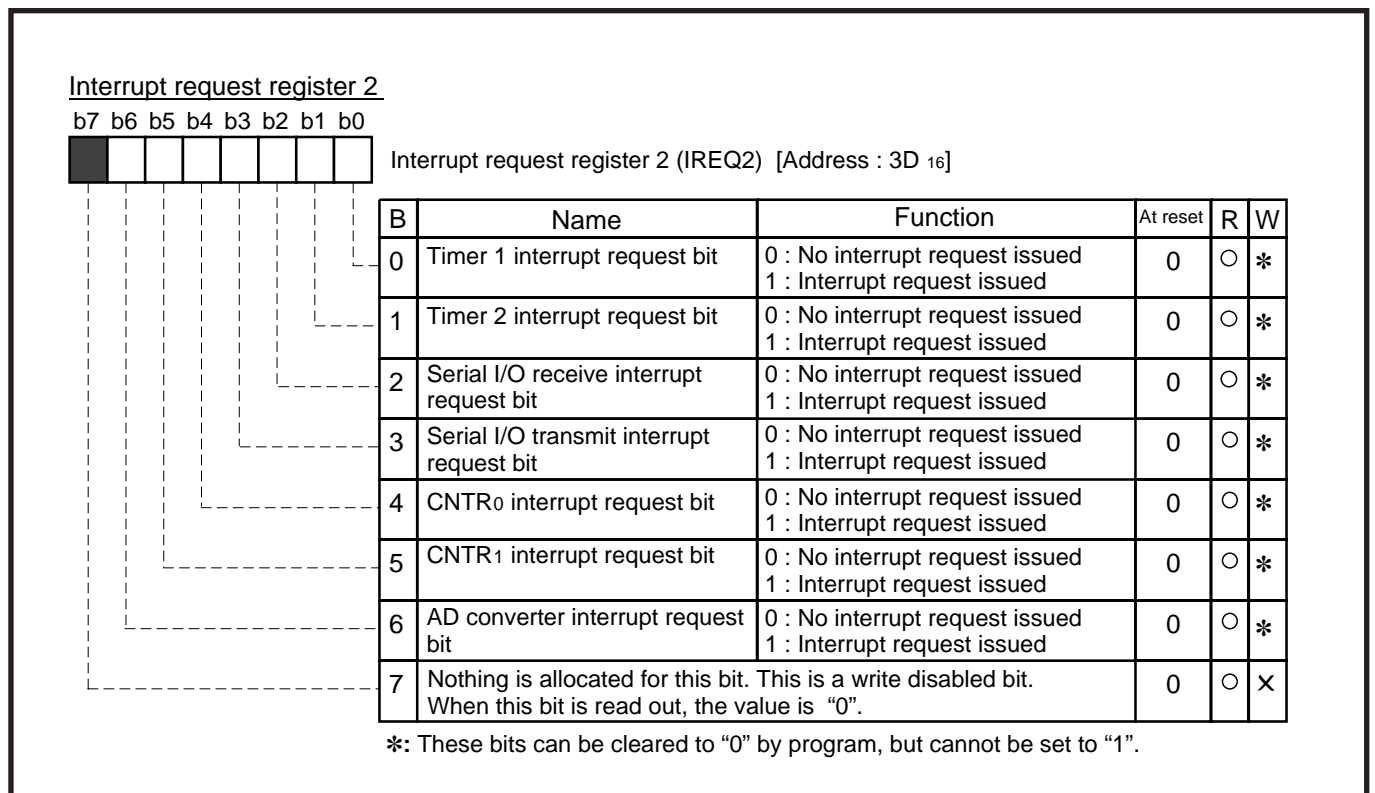 Interrupt request register 2
b7 b6 b5 b4 b3 b2 b1 b0
Interrupt request register 2 (IREQ2) [Address : 3D 16]
B Name Function At reset R W
0 Timer 1 interrupt request bit 0 : No interrupt request issued 0 ○ ✻
1 : Interrupt request issued
1 Timer 2 interrupt request bit 0 : No interrupt request issued 0 ○ ✻
1 : Interrupt request issued
2 Serial I/O receive interrupt 0 : No interrupt request issued 0 ○ ✻
request bit 1 : Interrupt request issued
3 Serial I/O transmit interrupt 0 : No interrupt request issued 0 ○ ✻
request bit 1 : Interrupt request issued
4 CNTR0 interrupt request bit 0 : No interrupt request issued 0 ○ ✻
1 : Interrupt request issued
5 CNTR1 interrupt request bit 0 : No interrupt request issued 0 ○ ✻
1 : Interrupt request issued
6 AD converter interrupt request 0 : No interrupt request issued 0 ○ ✻
bit 1 : Interrupt request issued
7 Nothing is allocated for this bit. This is a write disabled bit. 0 ○ ×
When this bit is read out, the value is “0”.
✻: These bits can be cleared to “0” by program, but cannot be set to “1”.